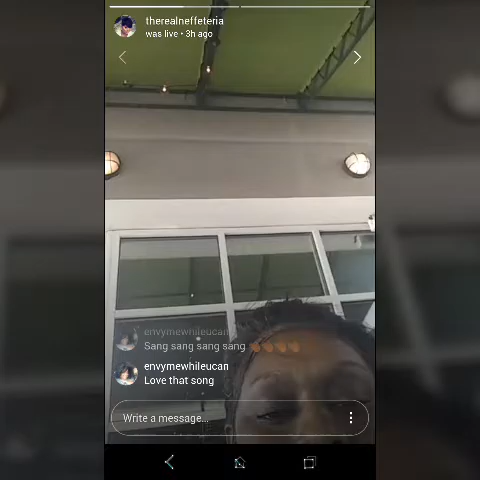 therealneffeteria
was live • 3h ago
envymewhileucan
Sang sang sang sang 👏🏾👏🏾👏🏾👏🏾
envymewhileucan
Love that song
Write a message...